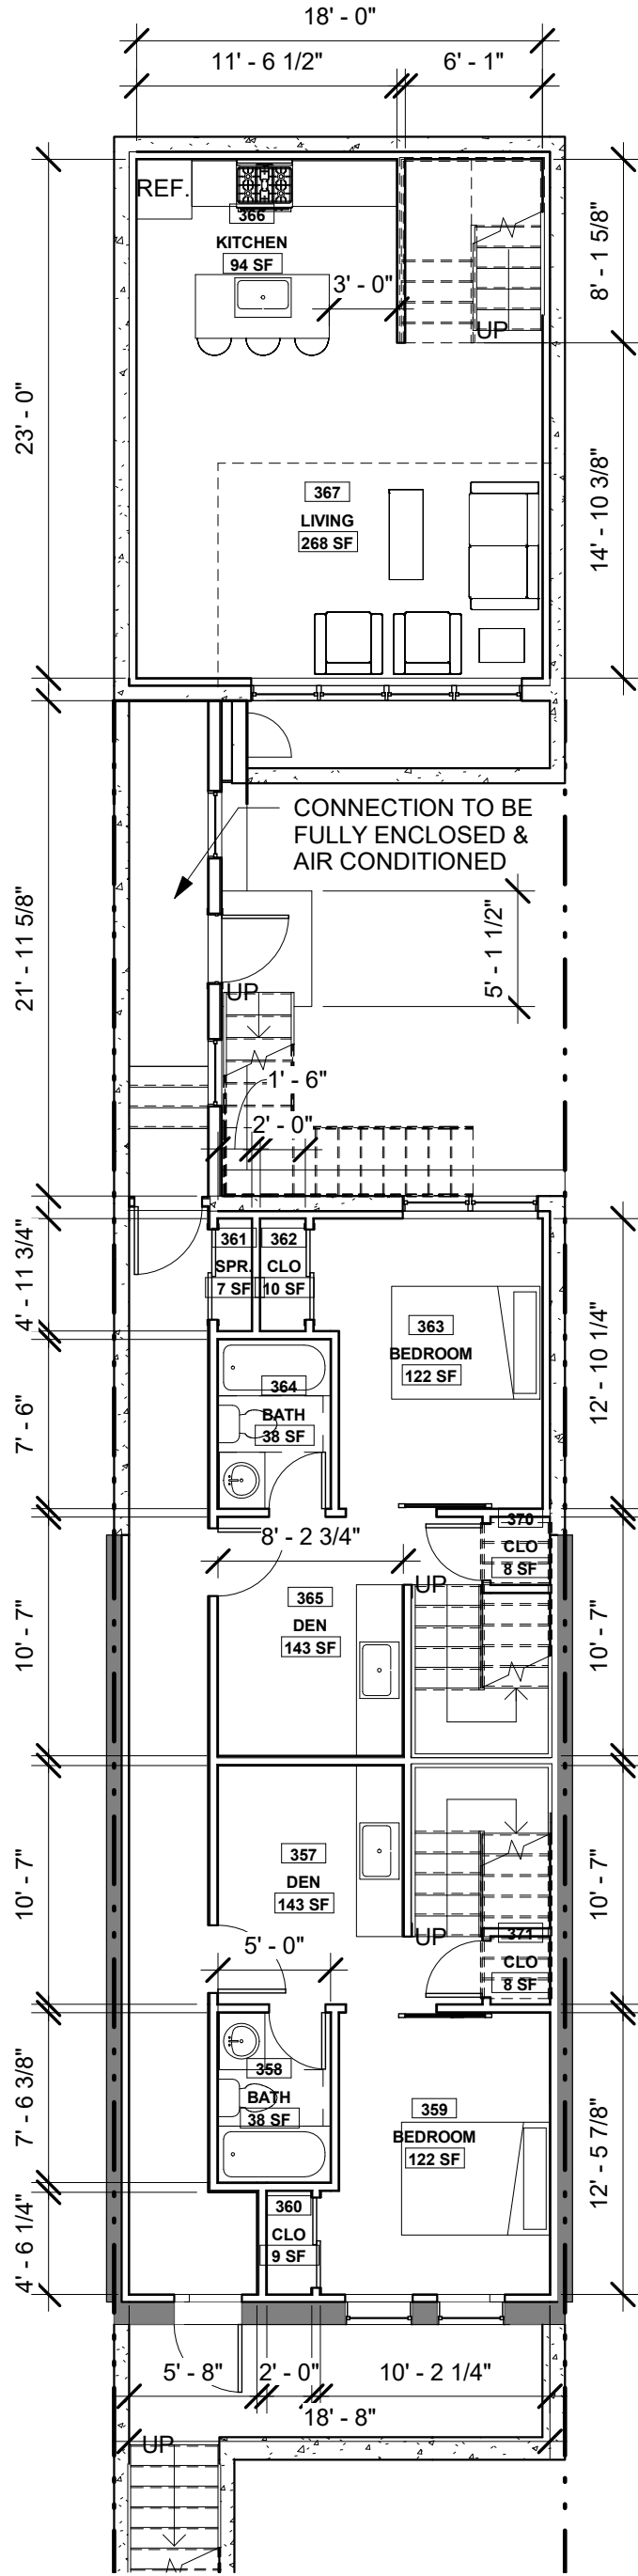 18' - 0"
11' - 6 1/2"
6' - 1"
REF.
366
KITCHEN
94 SF
3' - 0"
UP
8' - 1 5/8"
23' - 0"
14' - 10 3/8"
367
LIVING
268 SF
CONNECTION TO BE
FULLY ENCLOSED &
AIR CONDITIONED
21' - 11 5/8"
5' - 1 1/2"
UP
1' - 6"
2' - 0"
4' - 11 3/4"
361
SPR.
7 SF
362
CLO
10 SF
363
BEDROOM
122 SF
12' - 10 1/4"
7' - 6"
364
BATH
38 SF
8' - 2 3/4"
370
CLO
8 SF
UP
10' - 7"
365
DEN
143 SF
10' - 7"
10' - 7"
357
DEN
143 SF
10' - 7"
UP
371
CLO
8 SF
5' - 0"
7' - 6 3/8"
358
BATH
38 SF
359
BEDROOM
122 SF
12' - 5 7/8"
4' - 6 1/4"
360
CLO
9 SF
5' - 8"
2' - 0"
10' - 2 1/4"
18' - 8"
UP